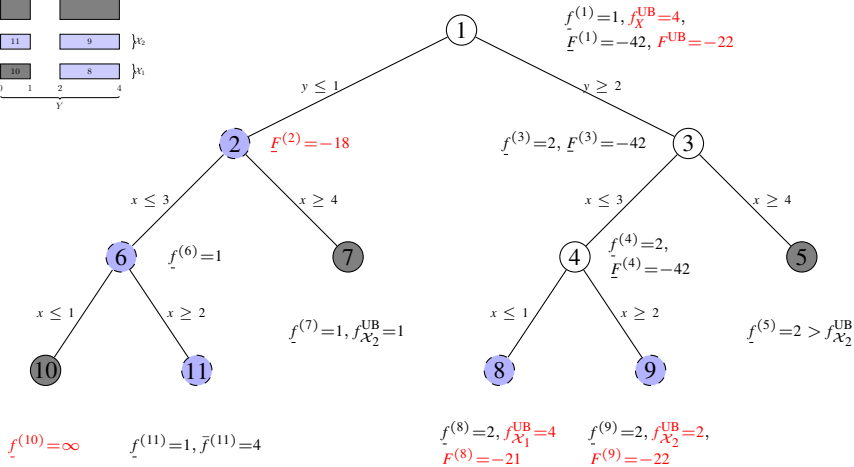 1
f̲^(1)=1, f_X^UB=4,
F̲^(1)=−42, F^UB=−22
11 9 }𝒳₂
10 8 }𝒳₁
0 1 2 4
Y
y ≤ 1 y ≥ 2
2 F̲^(2)=−18
f̲^(3)=2, F̲^(3)=−42 3
x ≤ 3 x ≥ 4 x ≤ 3 x ≥ 4
6 f̲^(6)=1 7
4 f̲^(4)=2,
F̲^(4)=−42
5
x ≤ 1 x ≥ 2 x ≤ 1 x ≥ 2
f̲^(7)=1, f_𝒳₂^UB=1
f̲^(5)=2 > f_𝒳₂^UB
10 11 8 9
f̲^(10)=∞ f̲^(11)=1, f̄^(11)=4
f̲^(8)=2, f_𝒳₁^UB=4
F̲^(8)=−21
f̲^(9)=2, f_𝒳₂^UB=2,
F̲^(9)=−22